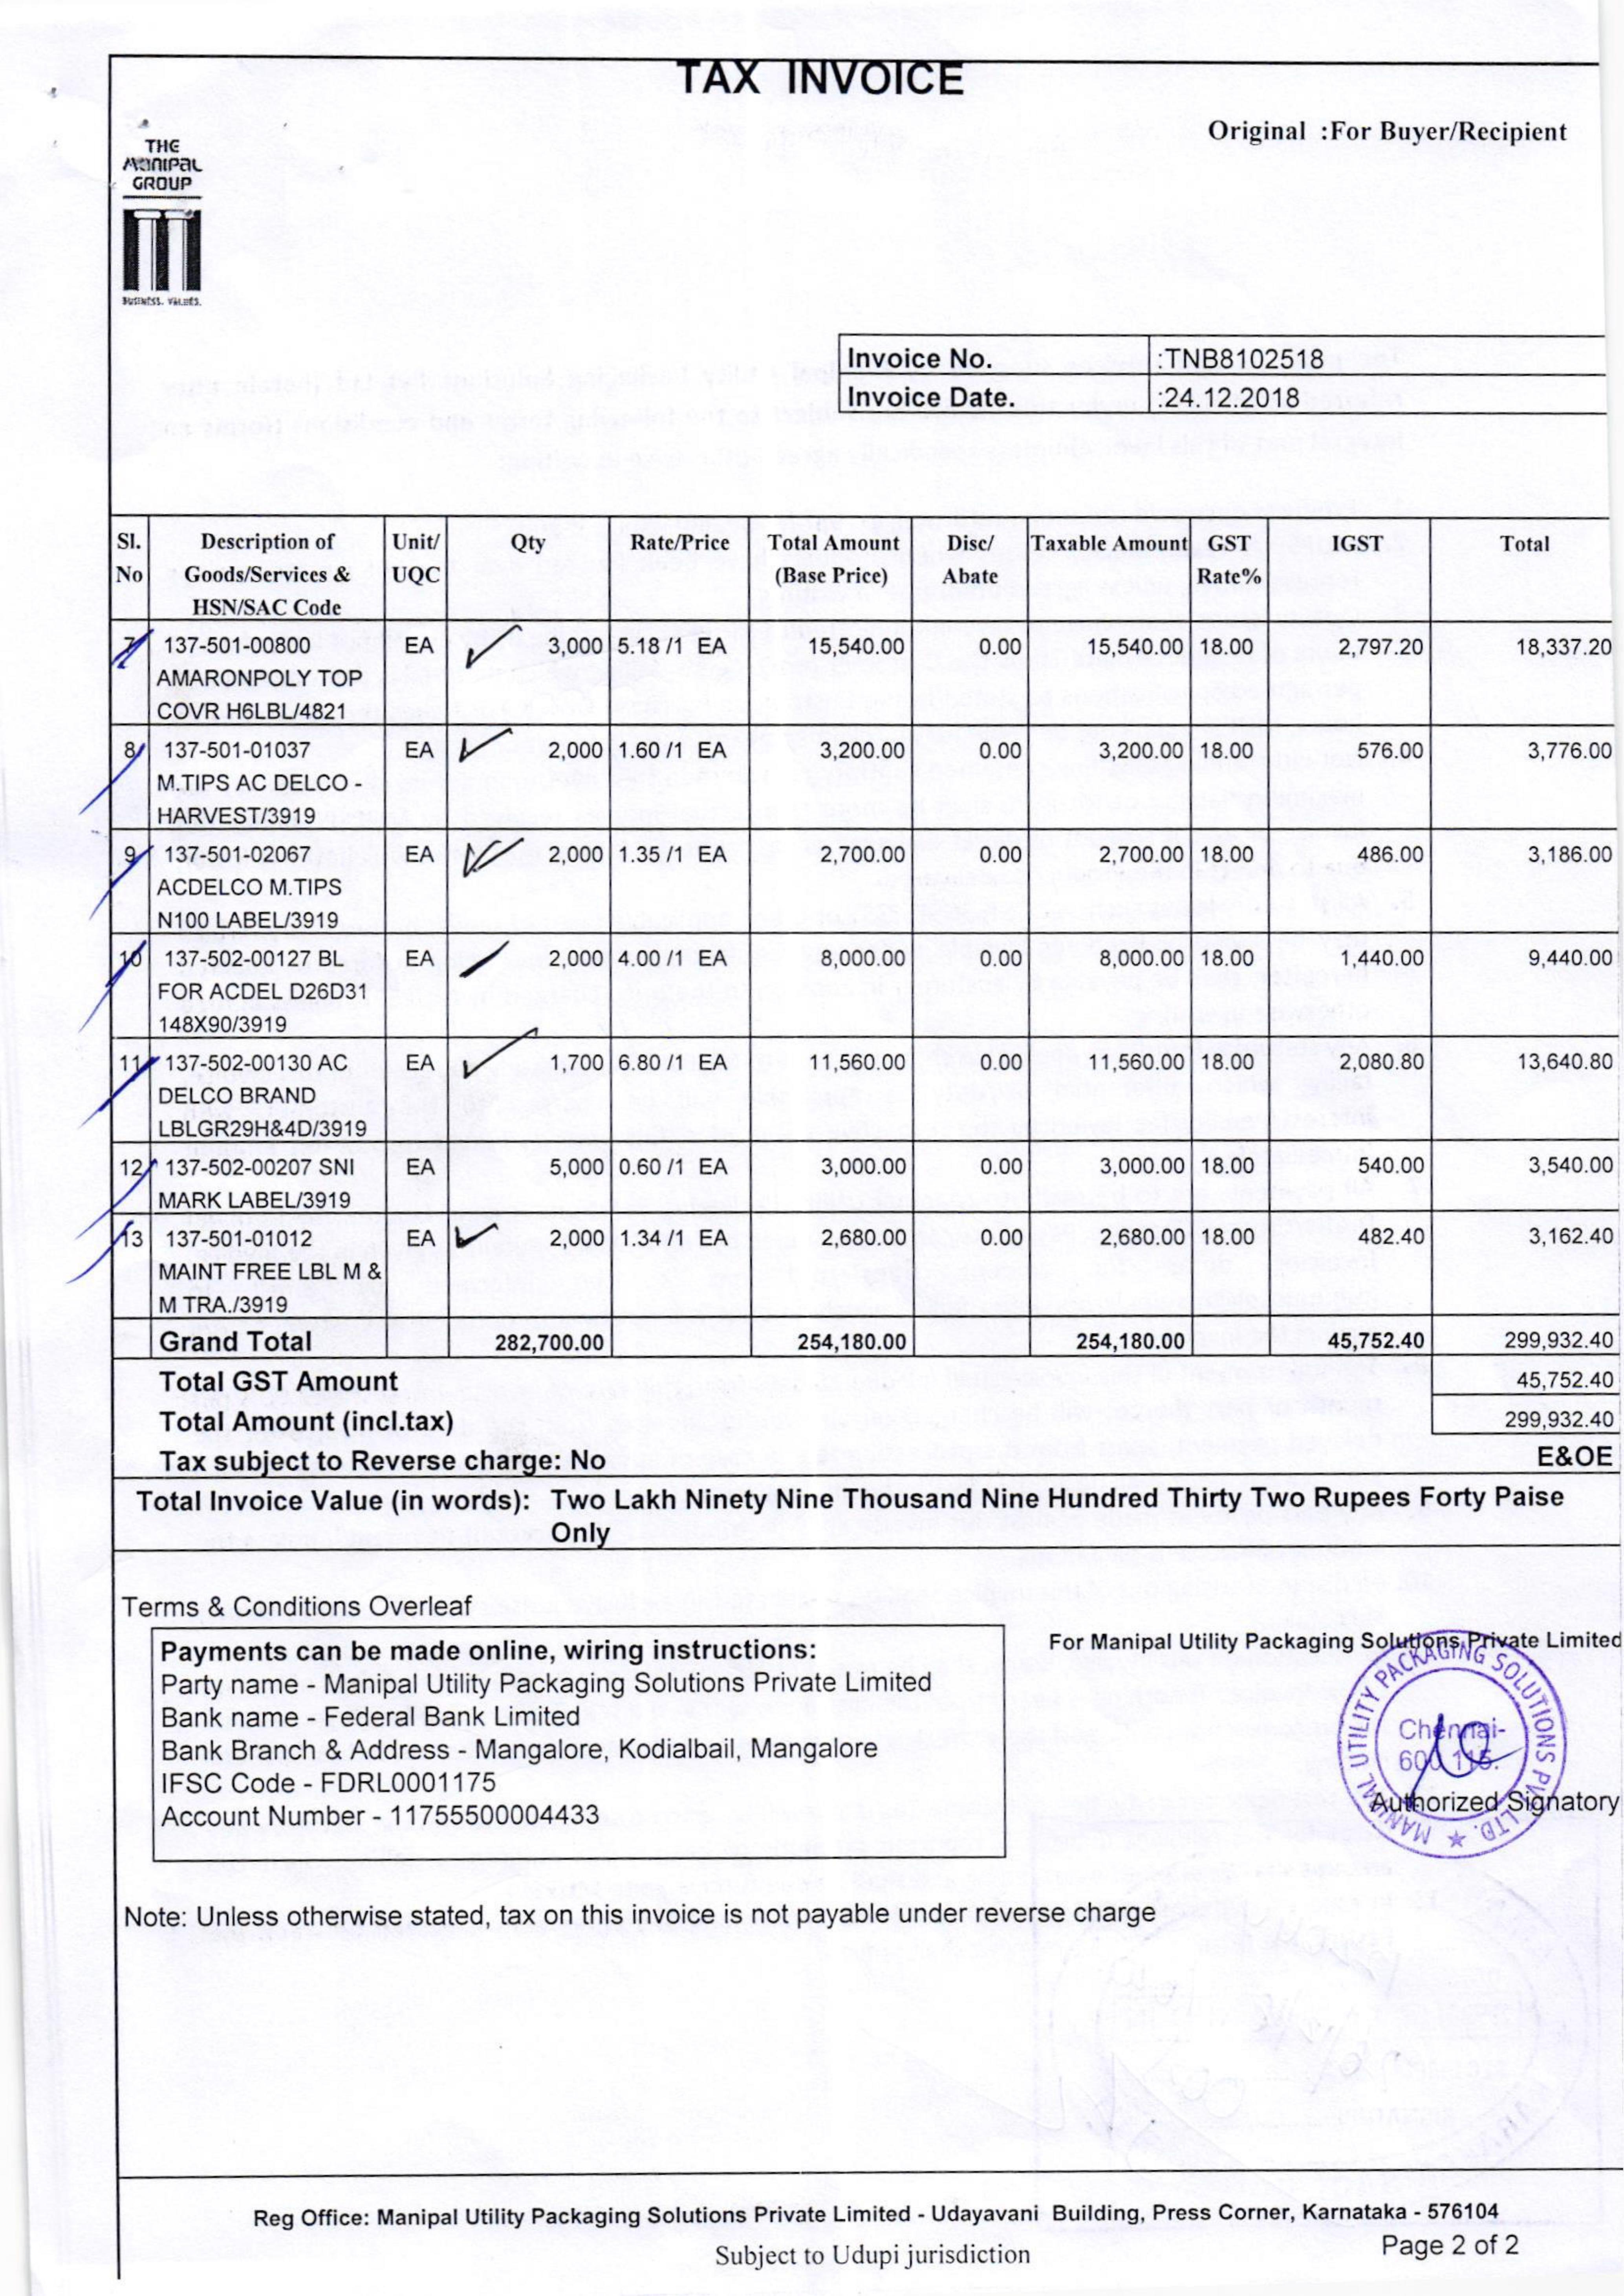 TAX INVOICE
Original :For Buyer/Recipient
THE
MANIPAL
GROUP
BUSINESS. VALUES.
Invoice No. :TNB8102518
Invoice Date. :24.12.2018
Sl. Description of Unit/ Qty Rate/Price Total Amount Disc/ Taxable Amount GST IGST Total
No Goods/Services & UQC (Base Price) Abate Rate%
HSN/SAC Code
7 137-501-00800 EA 3,000 5.18 /1 EA 15,540.00 0.00 15,540.00 18.00 2,797.20 18,337.20
AMARONPOLY TOP
COVR H6LBL/4821
8 137-501-01037 EA 2,000 1.60 /1 EA 3,200.00 0.00 3,200.00 18.00 576.00 3,776.00
M.TIPS AC DELCO -
HARVEST/3919
9 137-501-02067 EA 2,000 1.35 /1 EA 2,700.00 0.00 2,700.00 18.00 486.00 3,186.00
ACDELCO M.TIPS
N100 LABEL/3919
10 137-502-00127 BL EA 2,000 4.00 /1 EA 8,000.00 0.00 8,000.00 18.00 1,440.00 9,440.00
FOR ACDEL D26D31
148X90/3919
11 137-502-00130 AC EA 1,700 6.80 /1 EA 11,560.00 0.00 11,560.00 18.00 2,080.80 13,640.80
DELCO BRAND
LBLGR29H&4D/3919
12 137-502-00207 SNI EA 5,000 0.60 /1 EA 3,000.00 0.00 3,000.00 18.00 540.00 3,540.00
MARK LABEL/3919
13 137-501-01012 EA 2,000 1.34 /1 EA 2,680.00 0.00 2,680.00 18.00 482.40 3,162.40
MAINT FREE LBL M &
M TRA./3919
Grand Total 282,700.00 254,180.00 254,180.00 45,752.40 299,932.40
Total GST Amount 45,752.40
Total Amount (incl.tax) 299,932.40
Tax subject to Reverse charge: No E&OE
Total Invoice Value (in words): Two Lakh Ninety Nine Thousand Nine Hundred Thirty Two Rupees Forty Paise
Only
Terms & Conditions Overleaf
Payments can be made online, wiring instructions:
Party name - Manipal Utility Packaging Solutions Private Limited
Bank name - Federal Bank Limited
Bank Branch & Address - Mangalore, Kodialbail, Mangalore
IFSC Code - FDRL0001175
Account Number - 11755500004433
For Manipal Utility Packaging Solutions Private Limited
MANIPAL UTILITY PACKAGING SOLUTIONS PVT. LTD.
Chennai-
600 115.
Authorized Signatory
Note: Unless otherwise stated, tax on this invoice is not payable under reverse charge
Reg Office: Manipal Utility Packaging Solutions Private Limited - Udayavani Building, Press Corner, Karnataka - 576104
Subject to Udupi jurisdiction
Page 2 of 2